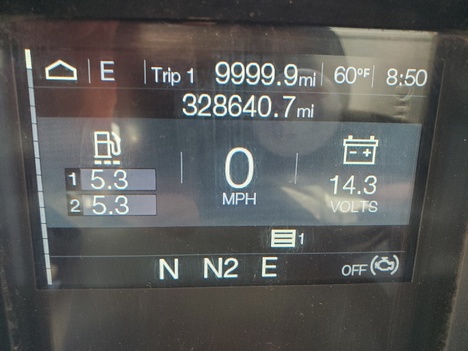 E Trip 1 9999.9mi 60°F 8:50
328640.7mi
1 5.3
2 5.3
0
MPH
14.3
VOLTS
1
N N2 E OFF